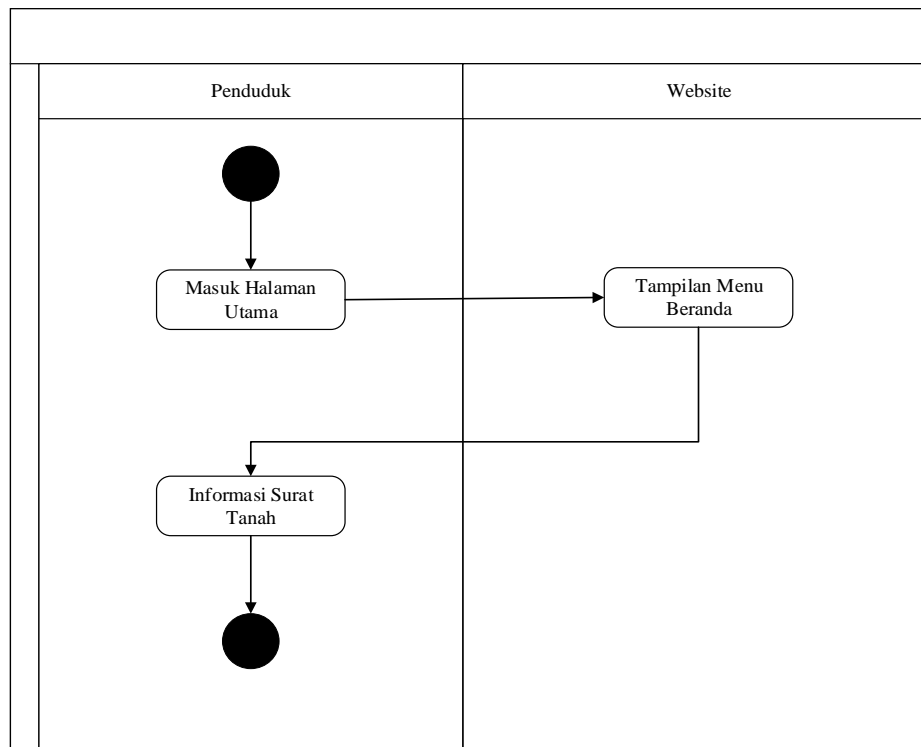 Penduduk
Website
Masuk Halaman
Utama
Tampilan Menu
Beranda
Informasi Surat
Tanah